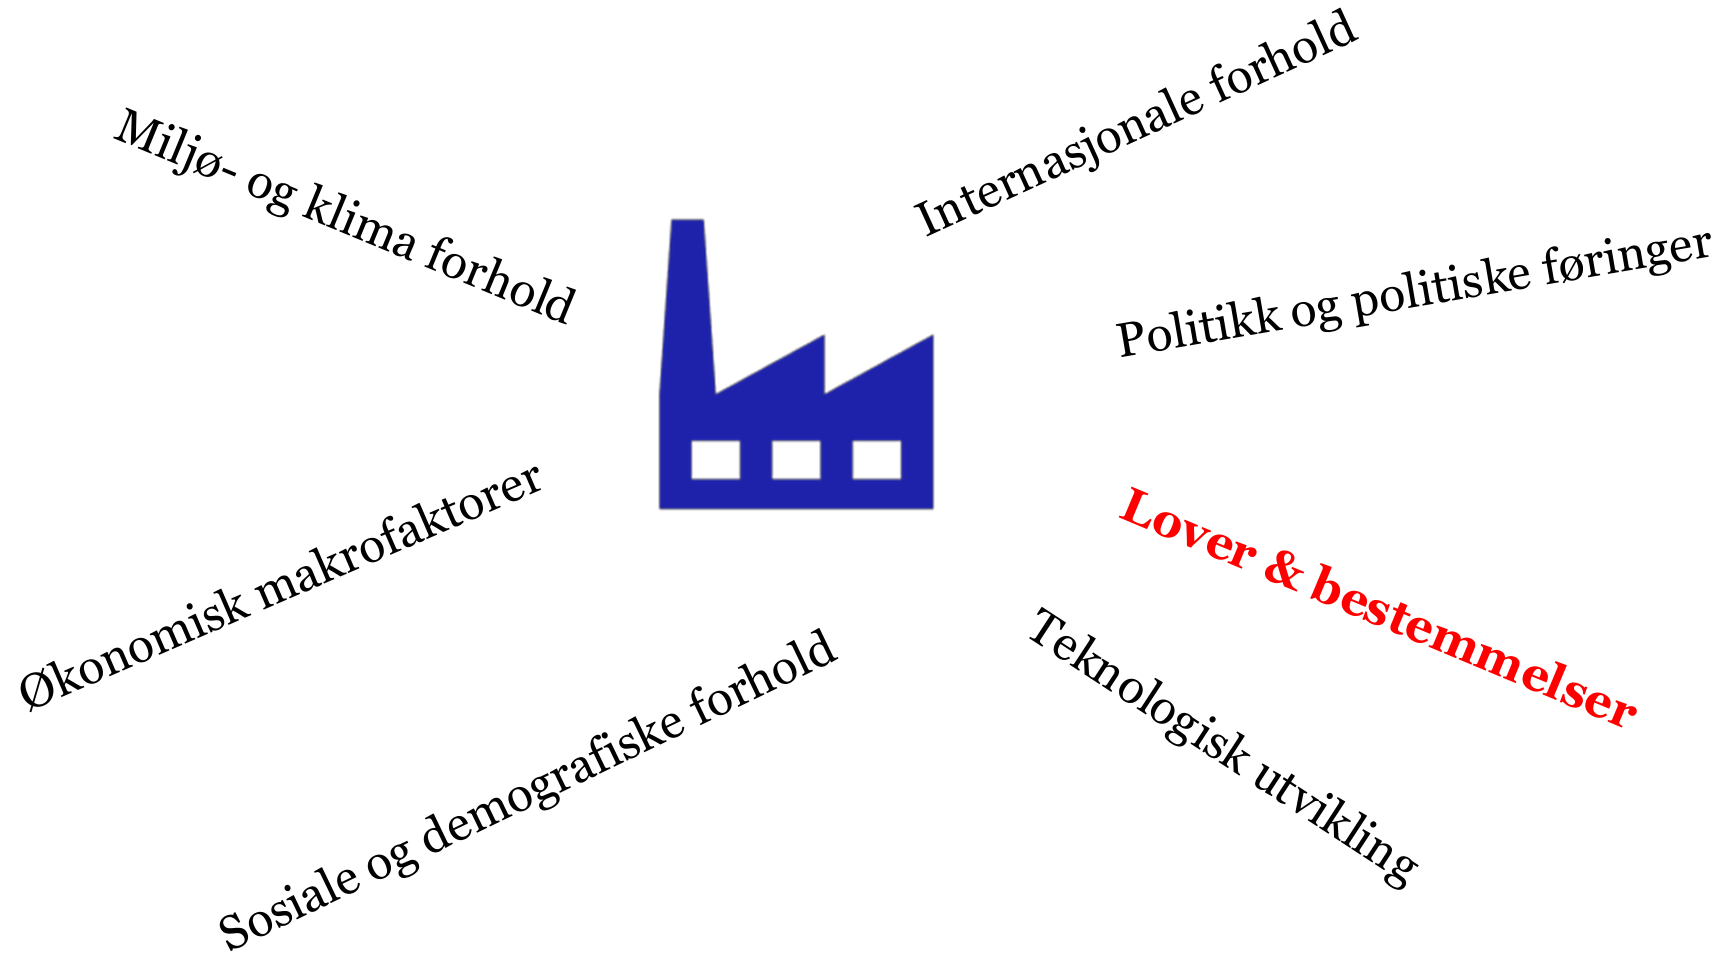 Internasjonale forhold
Miljø- og klima forhold
Politikk og politiske føringer
Økonomisk makrofaktorer
Lover & bestemmelser
Sosiale og demografiske forhold
Teknologisk utvikling